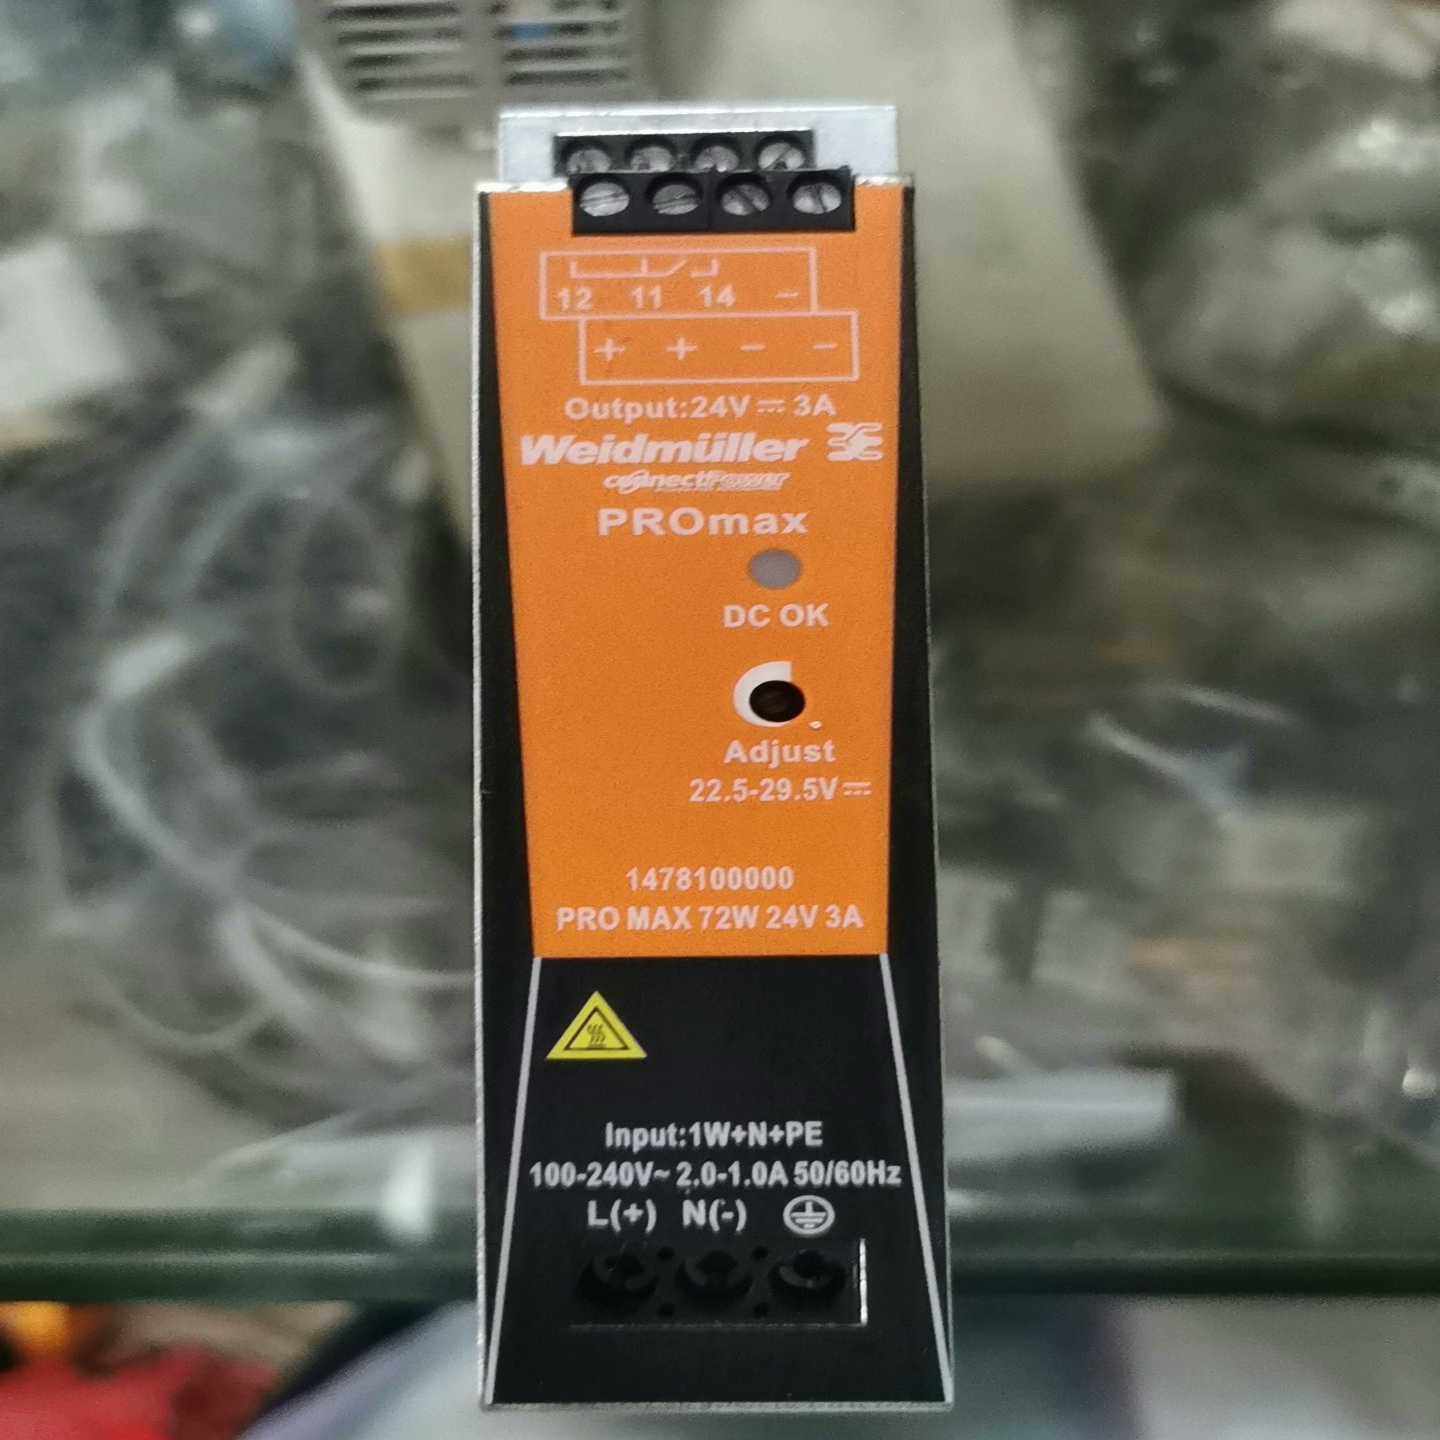 12 11 14 −
+ + − −
Output:24V ⎓ 3A
Weidmüller
connectPower
PROmax
DC OK
Adjust
22.5-29.5V⎓
1478100000
PRO MAX 72W 24V 3A
Input:1W+N+PE
100-240V~ 2.0-1.0A 50/60Hz
L(+) N(-)